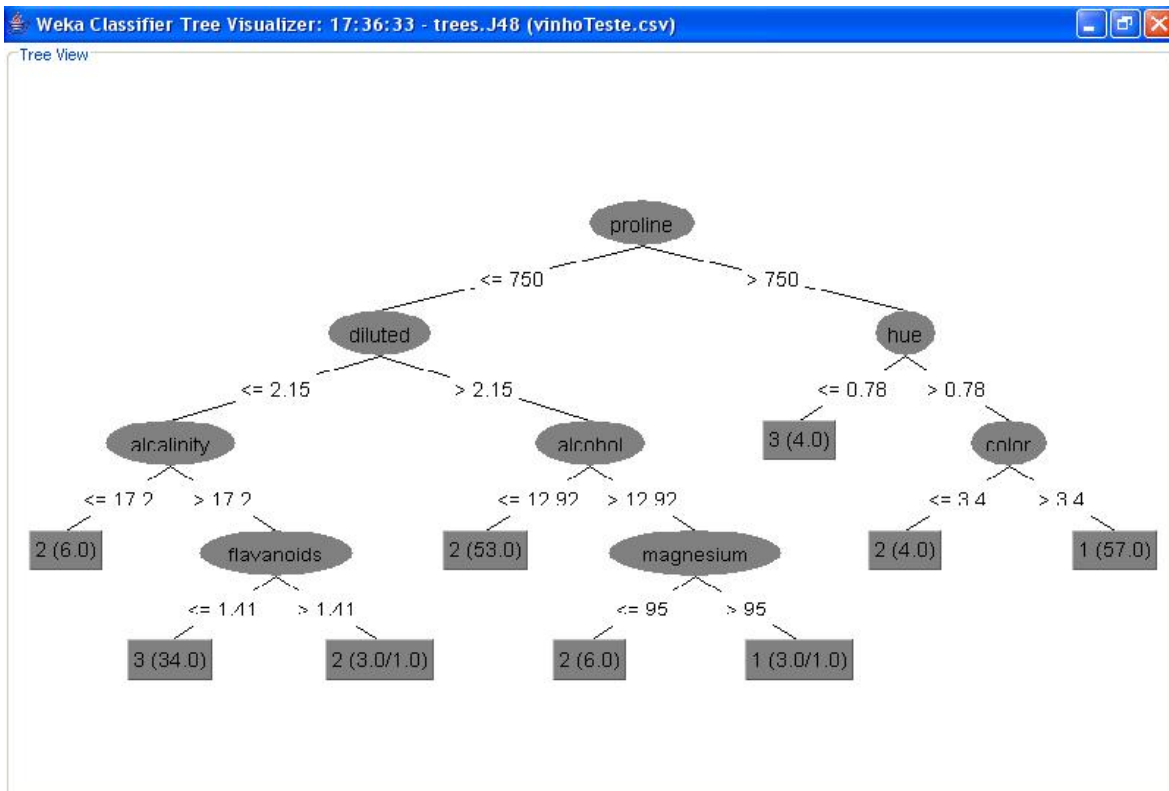 Weka Classifier Tree Visualizer: 17:36:33 - trees.J48 (vinhoTeste.csv)
Tree View
proline
<= 750 > 750
diluted hue
<= 2.15 > 2.15 <= 0.78 > 0.78
alcalinity alcohol 3 (4.0) color
<= 17.2 > 17.2 <= 12.92 > 12.92 <= 3.4 > 3.4
2 (6.0) flavanoids 2 (53.0) magnesium 2 (4.0) 1 (57.0)
<= 1.41 > 1.41 <= 95 > 95
3 (34.0) 2 (3.0/1.0) 2 (6.0) 1 (3.0/1.0)